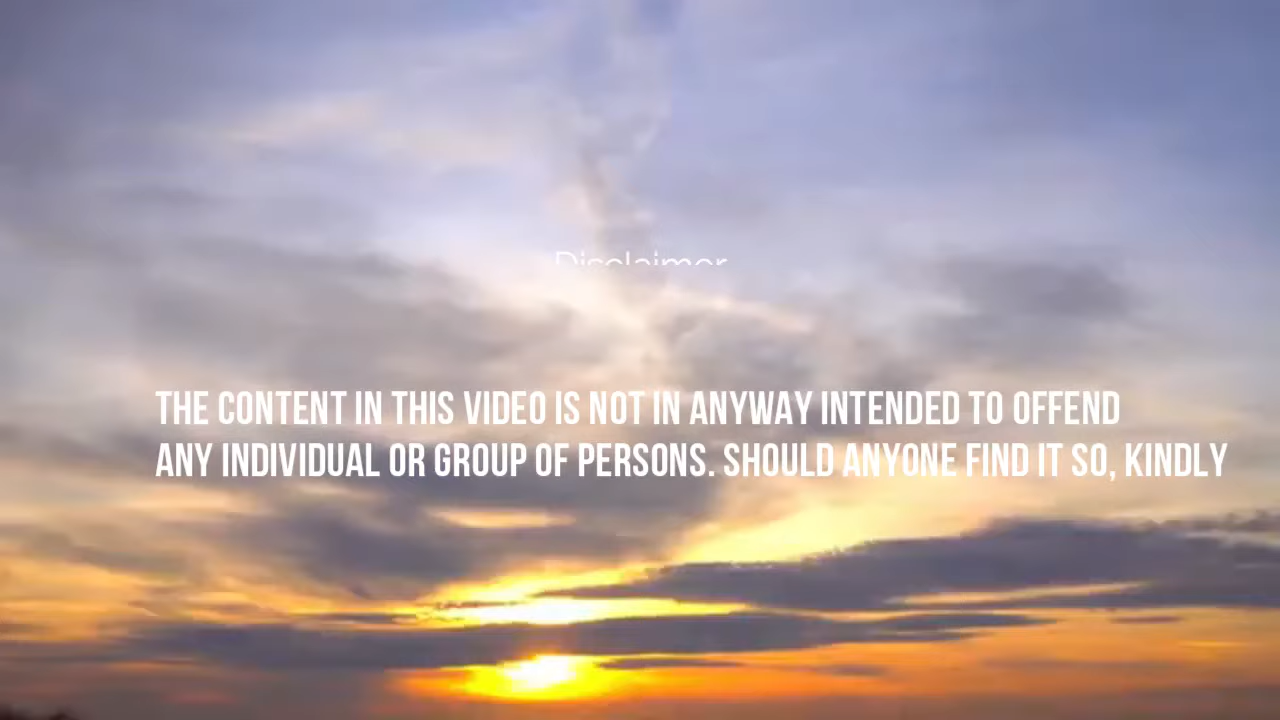 Disclaimer
THE CONTENT IN THIS VIDEO IS NOT IN ANYWAY INTENDED TO OFFEND
ANY INDIVIDUAL OR GROUP OF PERSONS. SHOULD ANYONE FIND IT SO, KINDLY